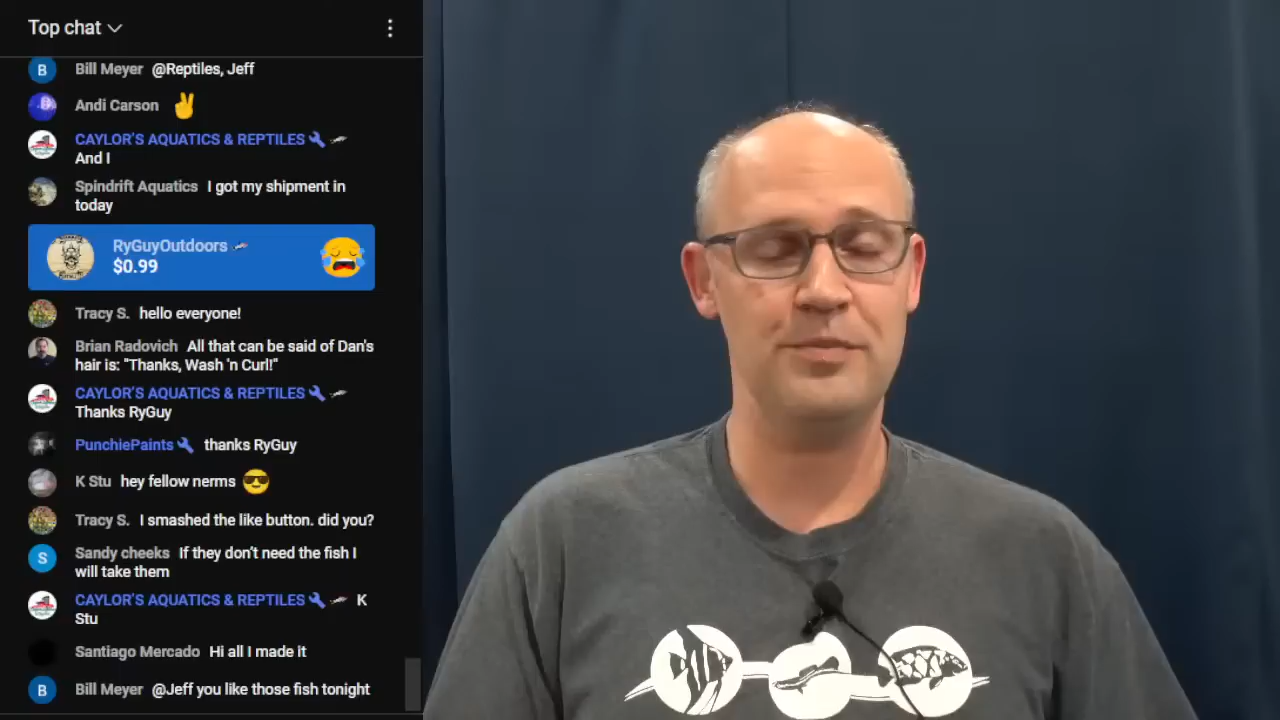 Top chat
B Bill Meyer @Reptiles, Jeff
Andi Carson ✌
CAYLOR'S AQUATICS & REPTILES
And I
Spindrift Aquatics I got my shipment in
today
RyGuyOutdoors
$0.99
Tracy S. hello everyone!
Brian Radovich All that can be said of Dan's
hair is: "Thanks, Wash 'n Curl!"
CAYLOR'S AQUATICS & REPTILES
Thanks RyGuy
PunchiePaints thanks RyGuy
K Stu hey fellow nerms 😎
Tracy S. I smashed the like button. did you?
S Sandy cheeks If they don't need the fish I
will take them
CAYLOR'S AQUATICS & REPTILES K
Stu
Santiago Mercado Hi all I made it
B Bill Meyer @Jeff you like those fish tonight